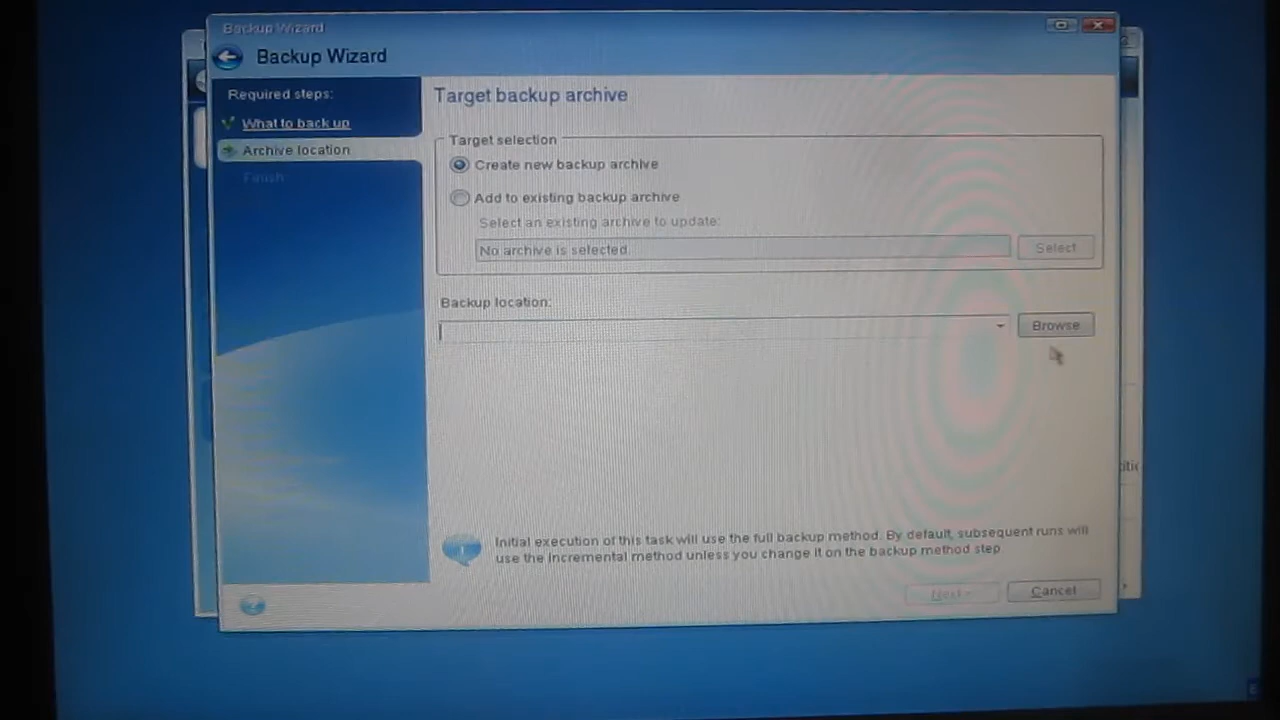 Backup Wizard
Backup Wizard
Required steps:
What to back up
Archive location
Finish
Target backup archive
Target selection
Create new backup archive
Add to existing backup archive
Select an existing archive to update:
No archive is selected
Select
Backup location:
Browse
Initial execution of this task will use the full backup method. By default, subsequent runs will
use the incremental method unless you change it on the backup method step
Next >
Cancel